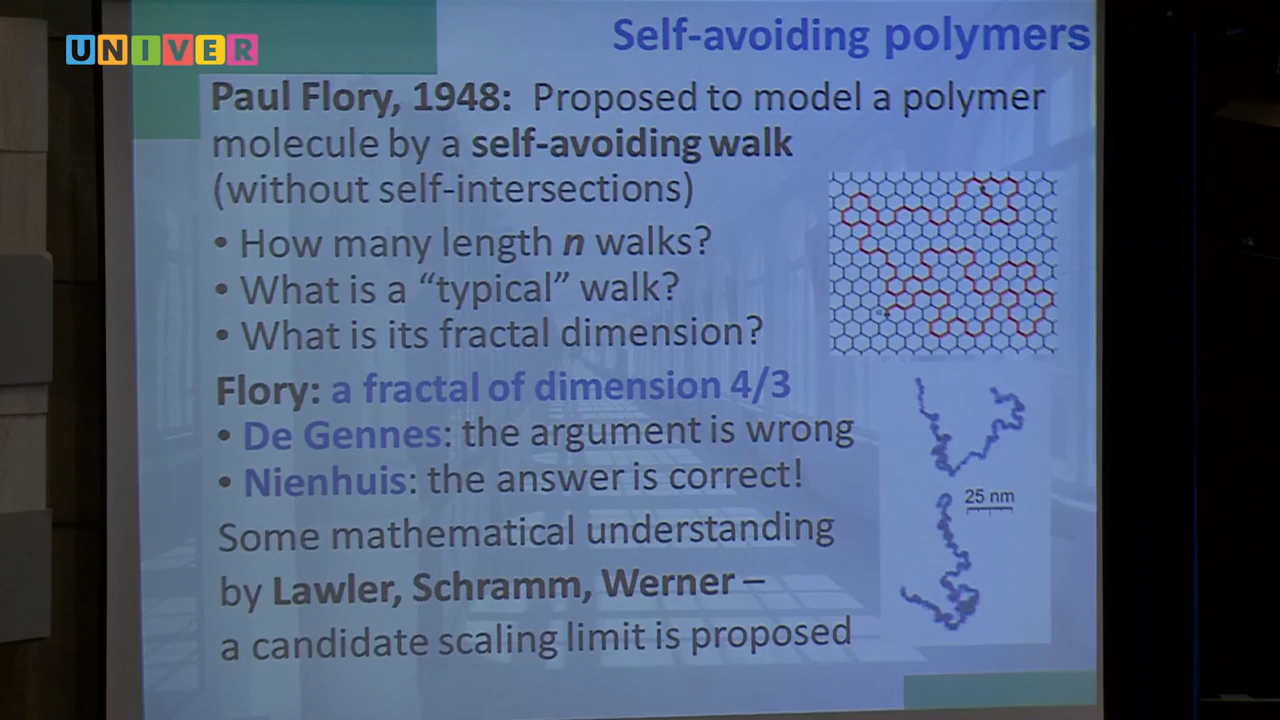 UNIVER
Self-avoiding polymers
Paul Flory, 1948: Proposed to model a polymer
molecule by a self-avoiding walk
(without self-intersections)
• How many length n walks?
• What is a “typical” walk?
• What is its fractal dimension?
Flory: a fractal of dimension 4/3
• De Gennes: the argument is wrong
• Nienhuis: the answer is correct!
25 nm
Some mathematical understanding
by Lawler, Schramm, Werner –
a candidate scaling limit is proposed